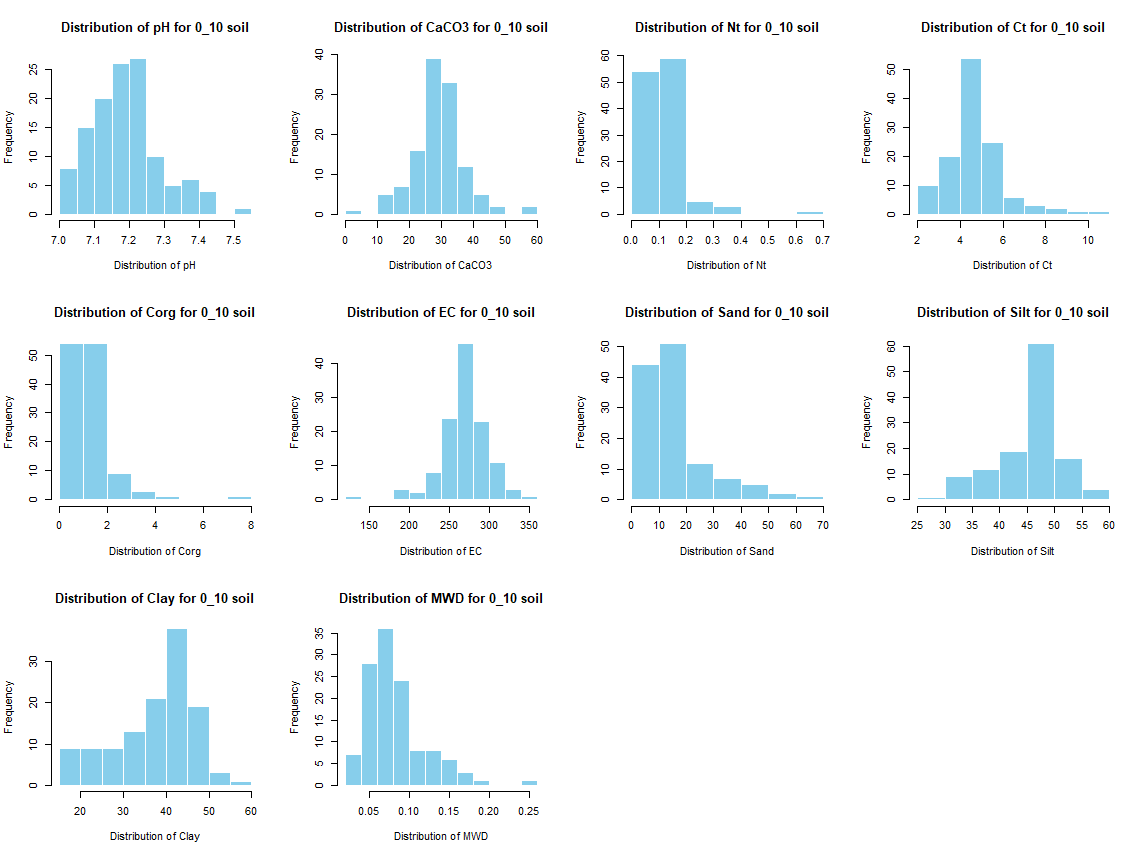 Distribution of pH for 0_10 soil
Frequency
0 5 10 15 20 25
7.0 7.1 7.2 7.3 7.4 7.5
Distribution of pH
Distribution of CaCO3 for 0_10 soil
Frequency
0 10 20 30 40
0 10 20 30 40 50 60
Distribution of CaCO3
Distribution of Nt for 0_10 soil
Frequency
0 10 20 30 40 50 60
0.0 0.1 0.2 0.3 0.4 0.5 0.6 0.7
Distribution of Nt
Distribution of Ct for 0_10 soil
Frequency
0 10 20 30 40 50
2 4 6 8 10
Distribution of Ct
Distribution of Corg for 0_10 soil
Frequency
0 10 20 30 40 50
0 2 4 6 8
Distribution of Corg
Distribution of EC for 0_10 soil
Frequency
0 10 20 30 40
150 200 250 300 350
Distribution of EC
Distribution of Sand for 0_10 soil
Frequency
0 10 20 30 40 50
0 10 20 30 40 50 60 70
Distribution of Sand
Distribution of Silt for 0_10 soil
Frequency
0 10 20 30 40 50 60
25 30 35 40 45 50 55 60
Distribution of Silt
Distribution of Clay for 0_10 soil
Frequency
0 10 20 30
20 30 40 50 60
Distribution of Clay
Distribution of MWD for 0_10 soil
Frequency
0 5 10 15 20 25 30 35
0.05 0.10 0.15 0.20 0.25
Distribution of MWD